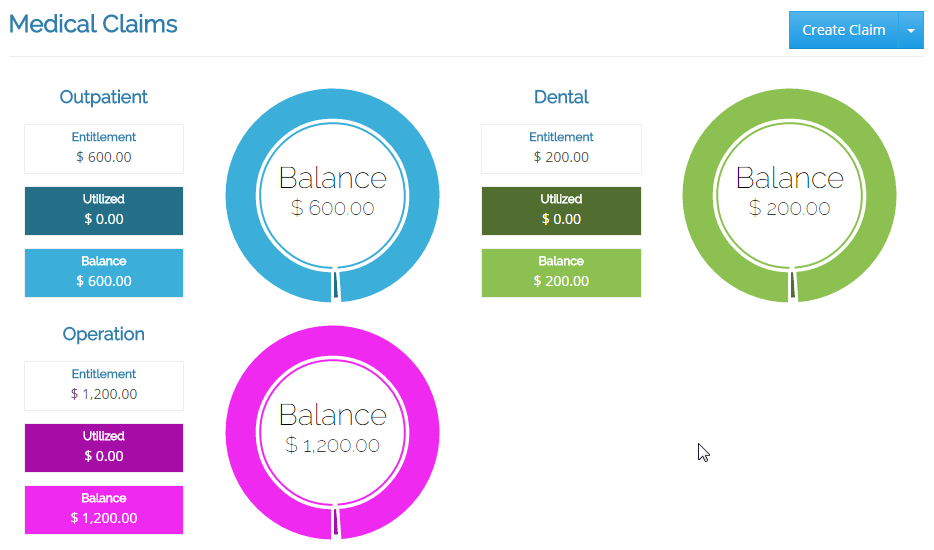 Medical Claims
Create Claim
Outpatient
Entitlement
$ 600.00
Utilized
$ 0.00
Balance
$ 600.00
Balance
$ 600.00
Dental
Entitlement
$ 200.00
Utilized
$ 0.00
Balance
$ 200.00
Balance
$ 200.00
Operation
Entitlement
$ 1,200.00
Utilized
$ 0.00
Balance
$ 1,200.00
Balance
$ 1,200.00